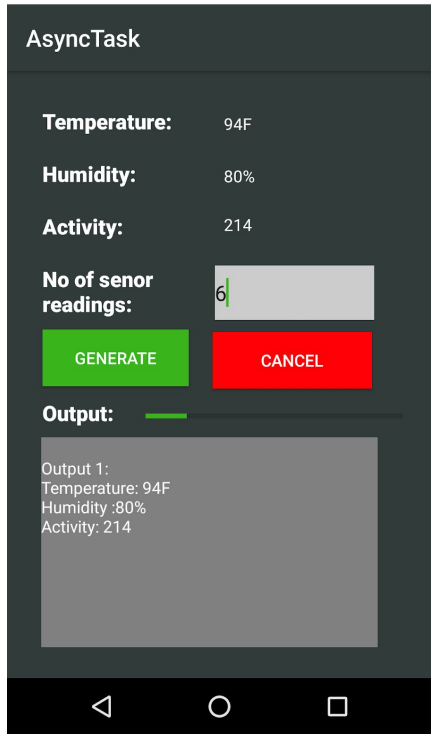 AsyncTask
Temperature: 94F
Humidity: 80%
Activity: 214
No of senor
readings: 6
GENERATE CANCEL
Output:
Output 1:
Temperature: 94F
Humidity :80%
Activity: 214